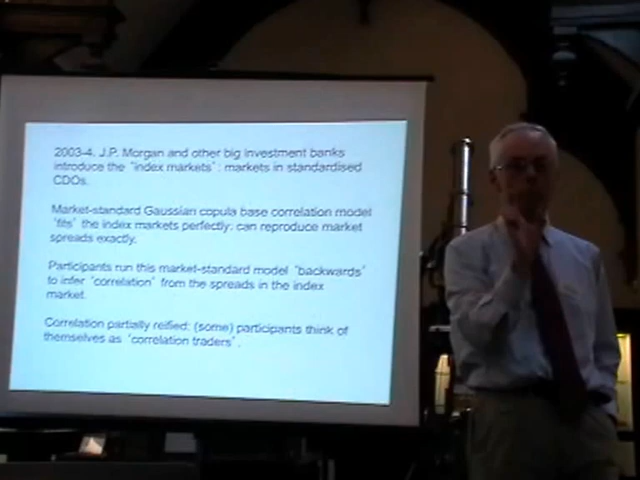 2003-4. J.P. Morgan and other big investment banks
introduce the 'index markets': markets in standardised
CDOs.
Market-standard Gaussian copula base correlation model
'fits' the index markets perfectly: can reproduce market
spreads exactly.
Participants run this market-standard model 'backwards'
to infer 'correlation' from the spreads in the index
market.
Correlation partially reified: (some) participants think of
themselves as 'correlation traders'.